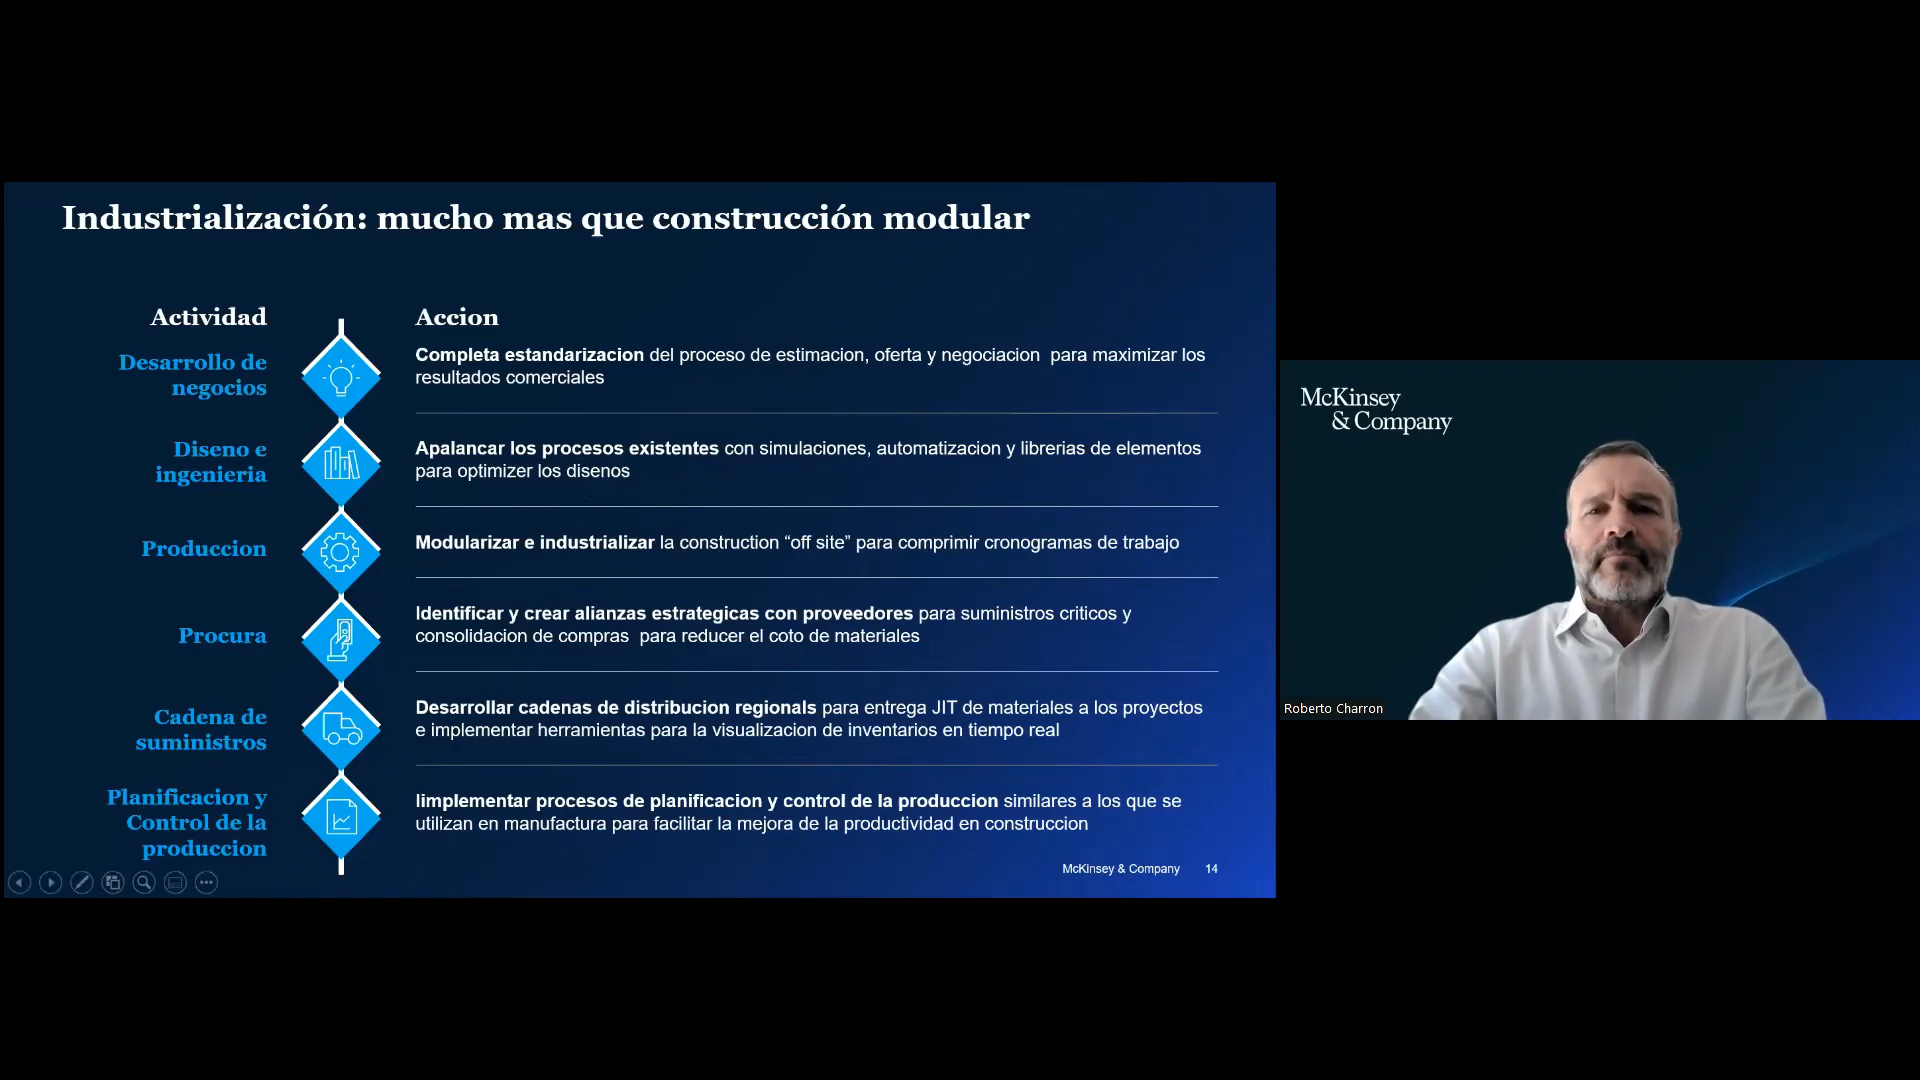 Industrialización: mucho mas que construcción modular
Actividad
Accion
Desarrollo de
negocios
Completa estandarizacion del proceso de estimacion, oferta y negociacion para maximizar los
resultados comerciales
Diseno e
ingenieria
Apalancar los procesos existentes con simulaciones, automatizacion y librerias de elementos
para optimizer los disenos
Produccion
Modularizar e industrializar la construction “off site” para comprimir cronogramas de trabajo
Procura
Identificar y crear alianzas estrategicas con proveedores para suministros criticos y
consolidacion de compras para reducer el coto de materiales
Cadena de
suministros
Desarrollar cadenas de distribucion regionals para entrega JIT de materiales a los proyectos
e implementar herramientas para la visualizacion de inventarios en tiempo real
Planificacion y
Control de la
produccion
Iimplementar procesos de planificacion y control de la produccion similares a los que se
utilizan en manufactura para facilitar la mejora de la productividad en construccion
McKinsey & Company 14
McKinsey
& Company
Roberto Charron